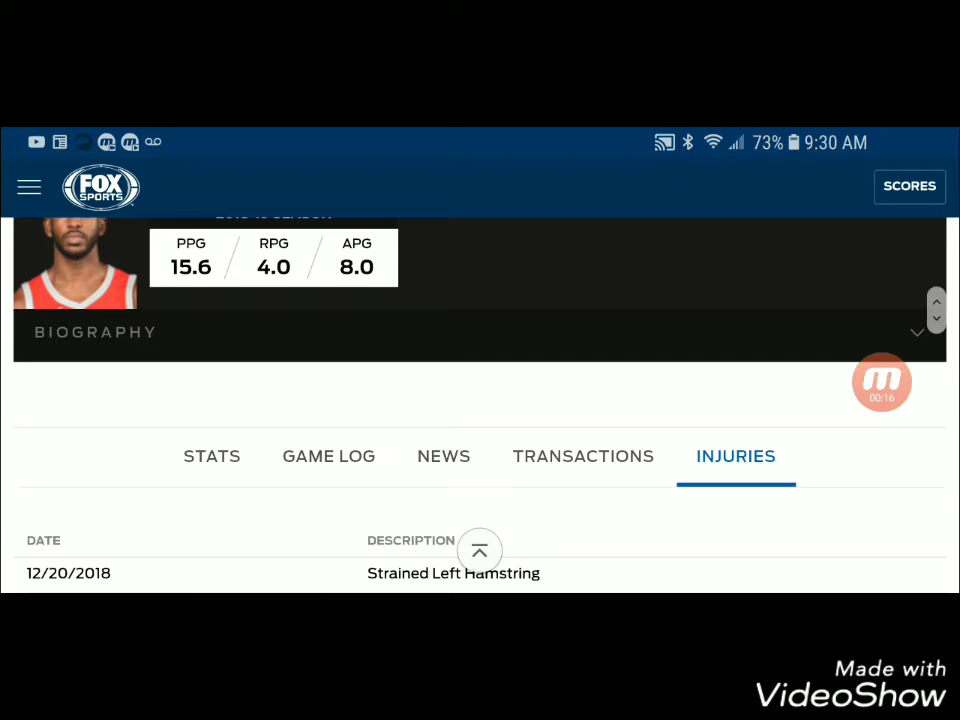 73% 9:30 AM
FOX
SPORTS
SCORES
PPG RPG APG
15.6 4.0 8.0
BIOGRAPHY
00:16
STATS GAME LOG NEWS TRANSACTIONS INJURIES
DATE DESCRIPTION
12/20/2018 Strained Left Hamstring
Made with
VideoShow